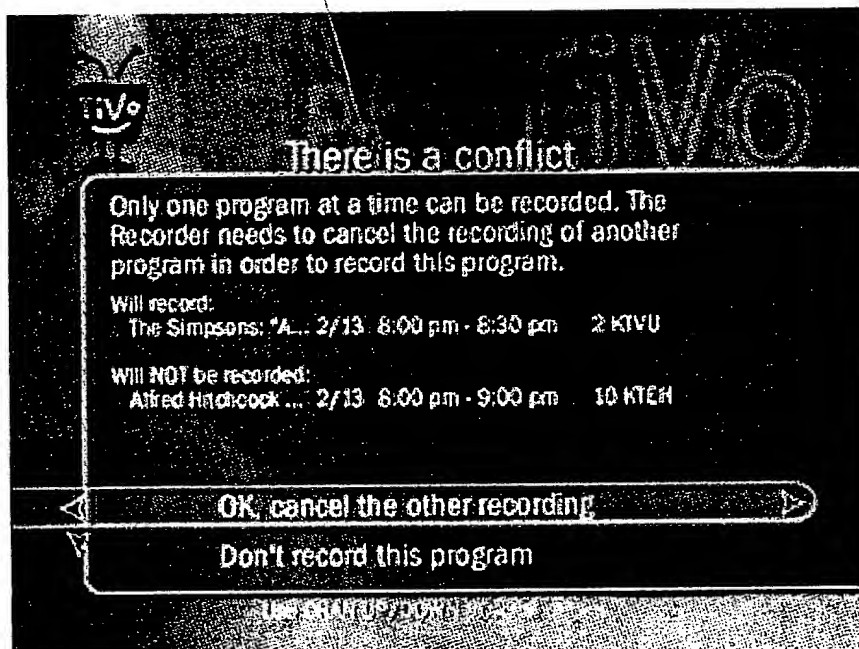 TiVo
TiVo
There is a conflict
Only one program at a time can be recorded. The
Recorder needs to cancel the recording of another
program in order to record this program.
Will record:
The Simpsons: "A... 2/13 8:00 pm - 8:30 pm 2 KTVU
Will NOT be recorded:
Alfred Hitchcock ... 2/13 8:00 pm - 9:00 pm 10 KTEH
OK, cancel the other recording
Don't record this program